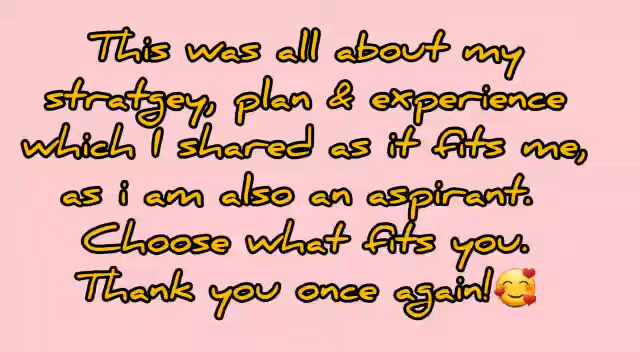 This was all about my
stratgey, plan & experience
which I shared as it fits me,
as i am also an aspirant.
Choose what fits you.
Thank you once again!🥰